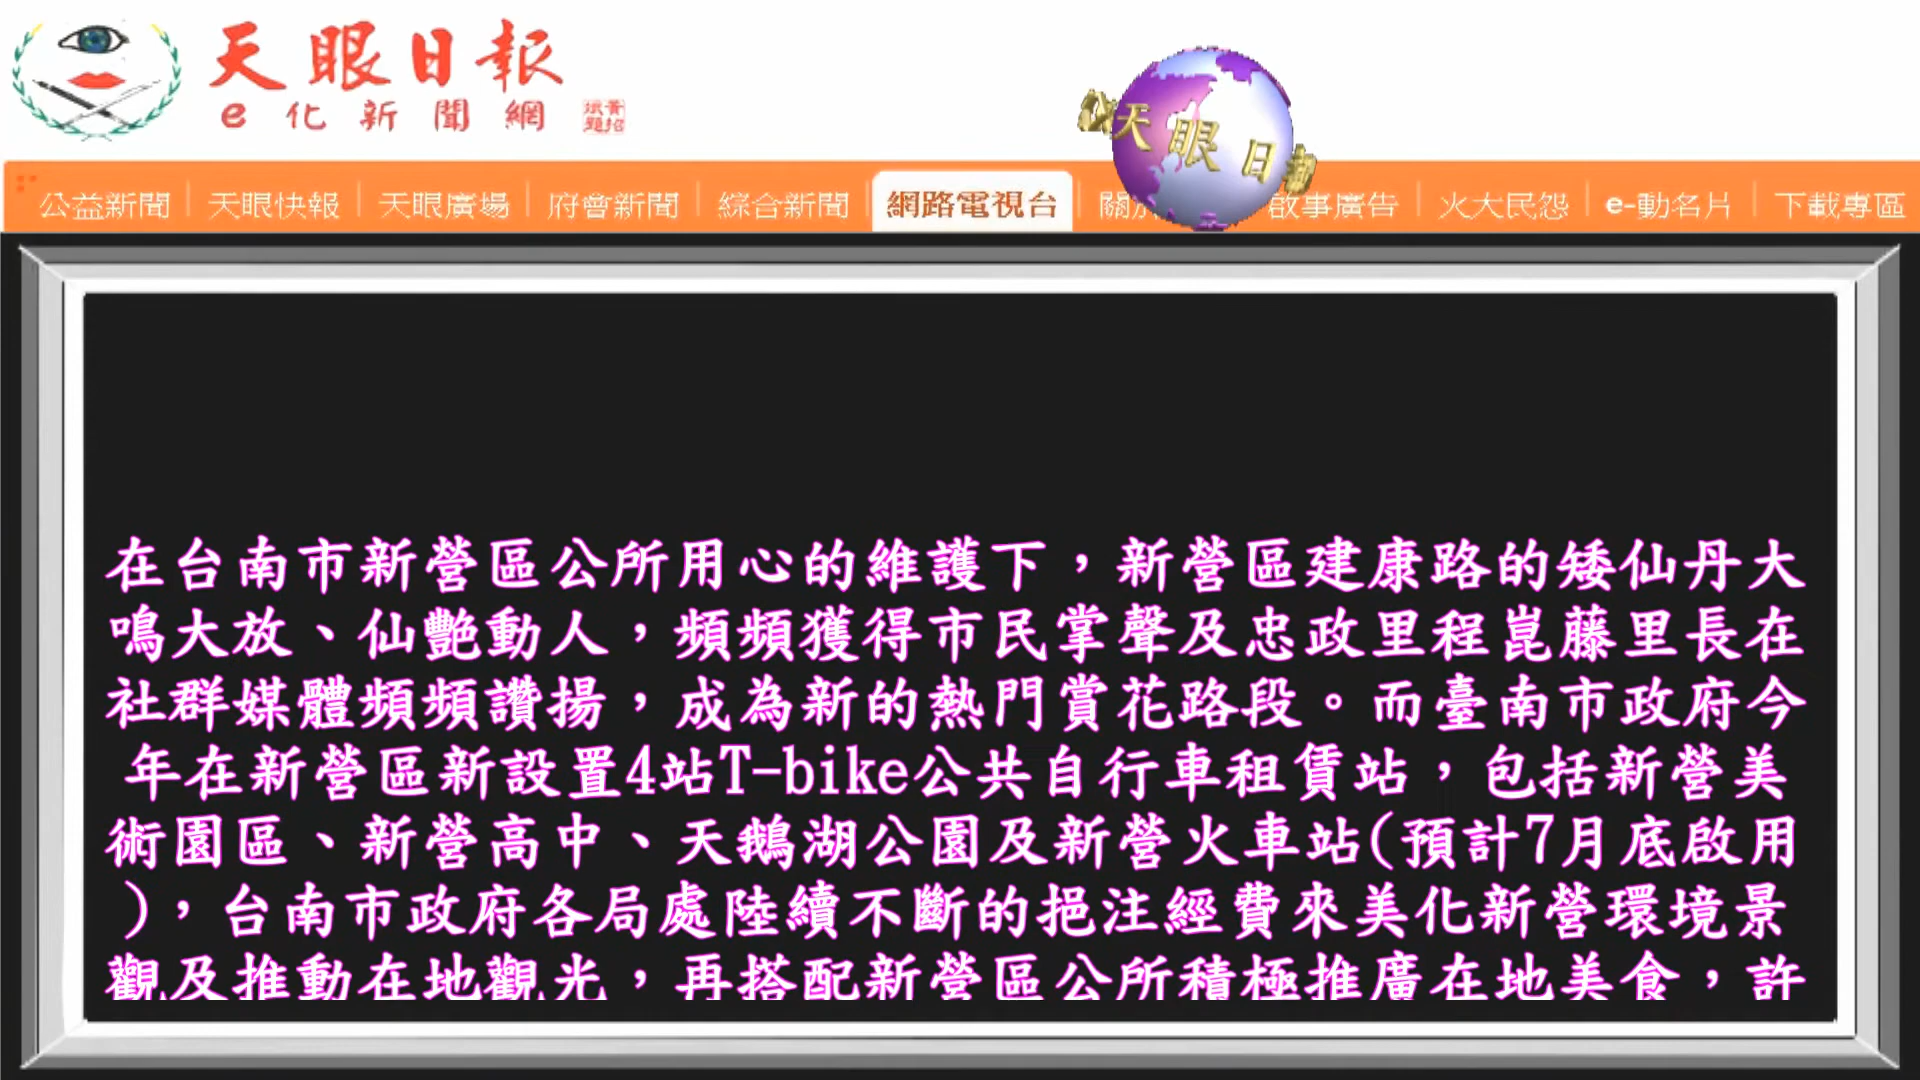 天眼日報
e化新聞網
天眼日報
公益新聞
天眼快報
天眼廣場
府會新聞
綜合新聞
網路電視台
啟事廣告
火大民怨
e-動名片
下載專區
在台南市新營區公所用心的維護下，新營區建康路的矮仙丹大
鳴大放、仙艷動人，頻頻獲得市民掌聲及忠政里程崑藤里長在
社群媒體頻頻讚揚，成為新的熱門賞花路段。而臺南市政府今
年在新營區新設置4站T-bike公共自行車租賃站，包括新營美
術園區、新營高中、天鵝湖公園及新營火車站(預計7月底啟用
)，台南市政府各局處陸續不斷的挹注經費來美化新營環境景
觀及推動在地觀光，再搭配新營區公所積極推廣在地美食，許